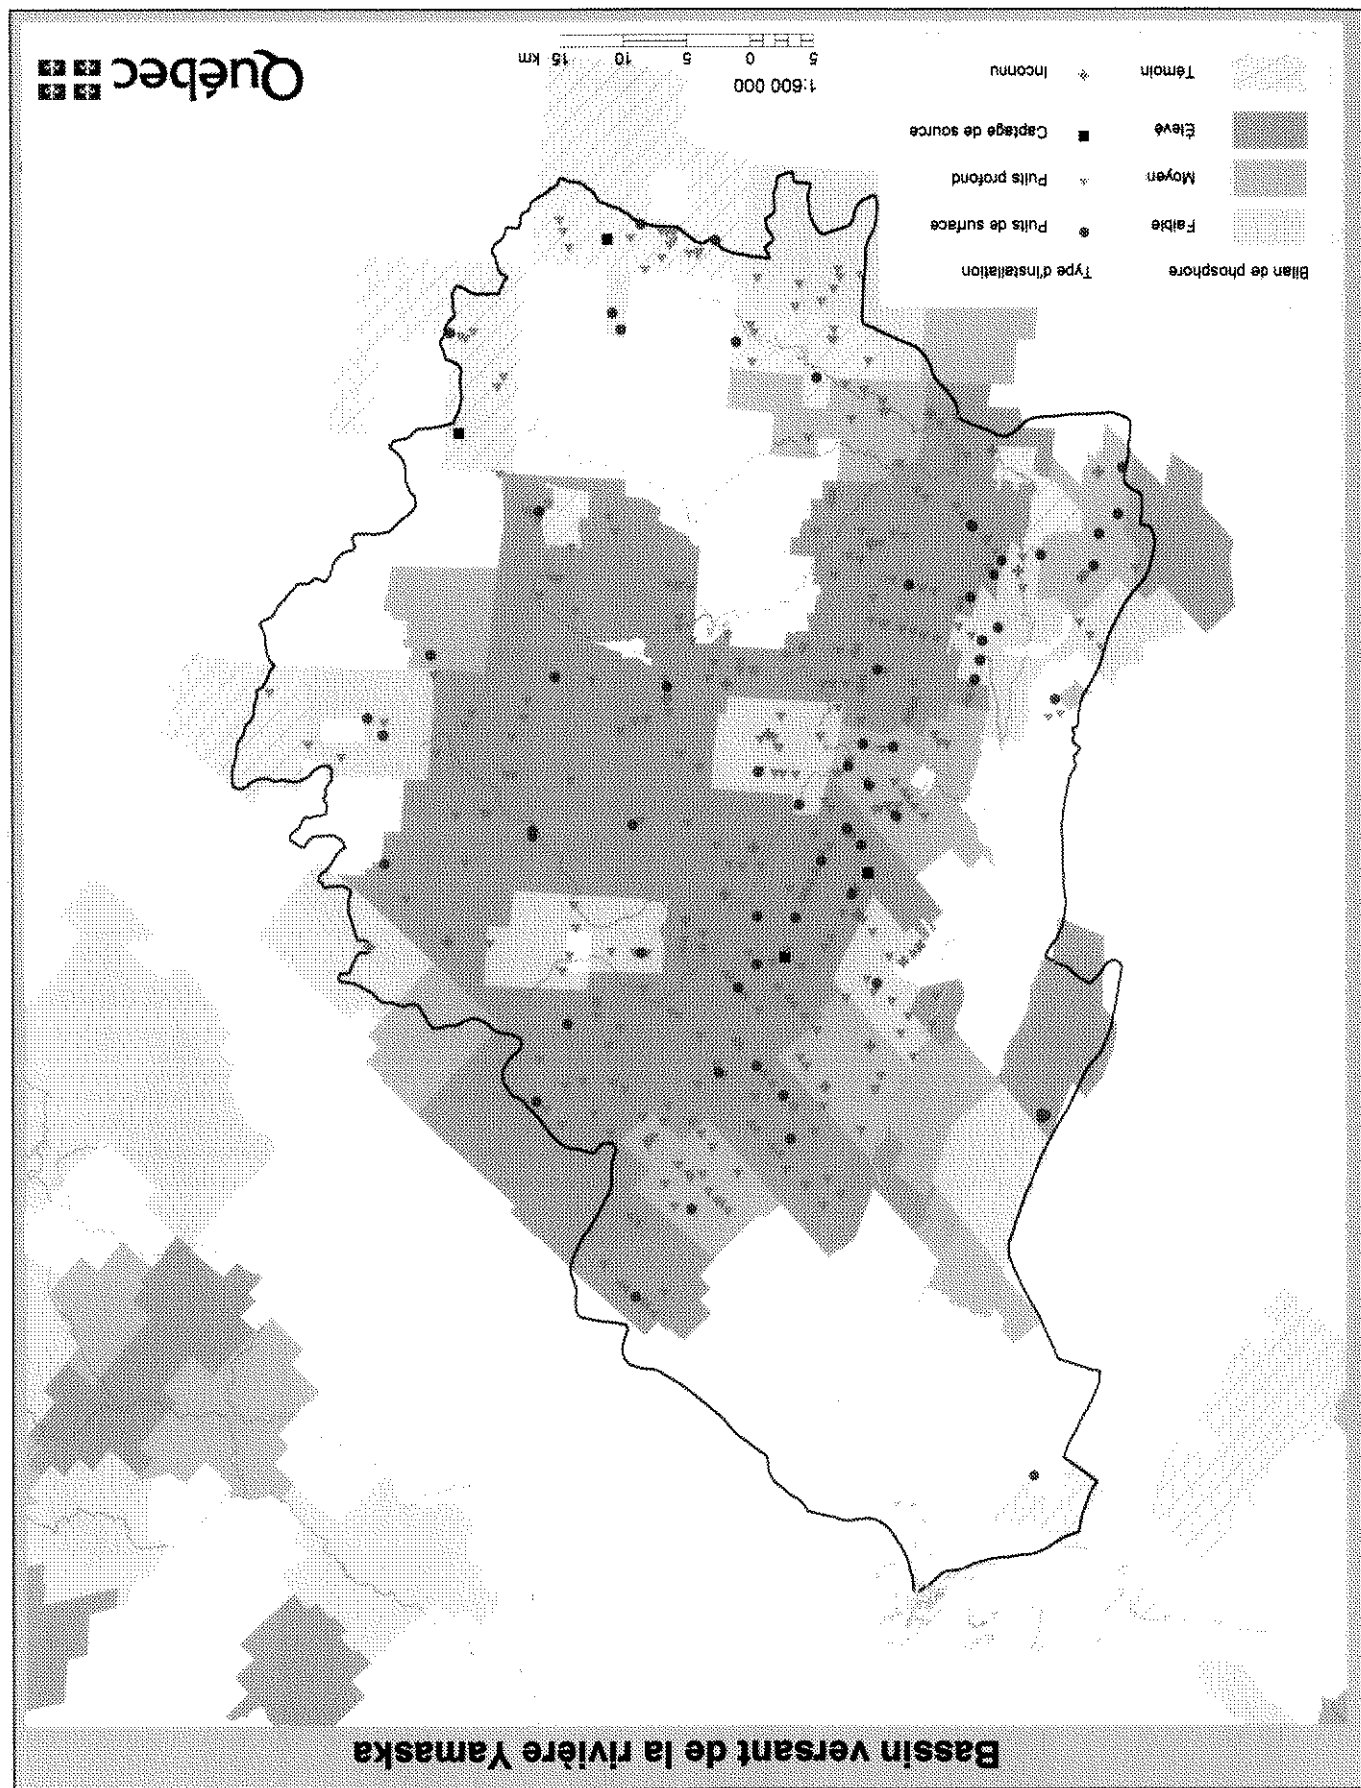 Bassin versant de la rivière Yamaska
Bilan de phosphore
Type d'installation
Faible
Puits de surface
Moyen
Puits profond
Élevé
Captage de source
Témoin
Inconnu
1:600 000
5 0 5 10 15 km
Québec